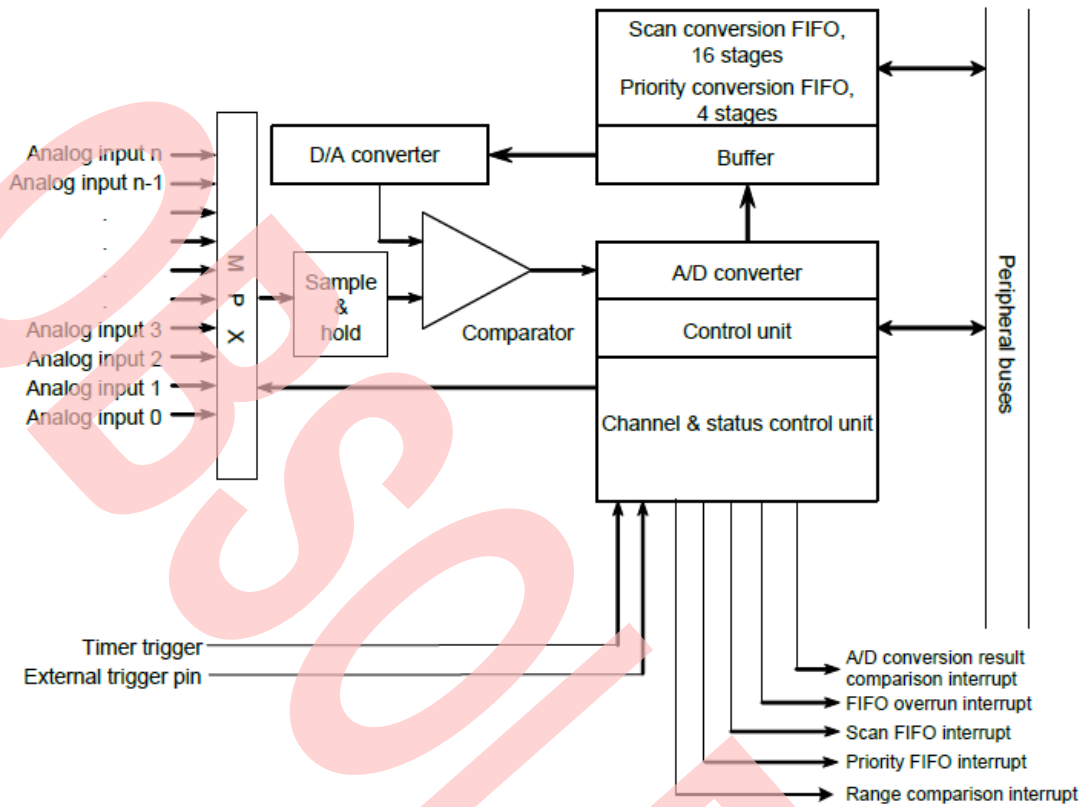 Scan conversion FIFO,
16 stages
Priority conversion FIFO,
4 stages
Buffer
D/A converter
Analog input n
Analog input n-1
.
.
.
.
Analog input 3
Analog input 2
Analog input 1
Analog input 0
M P X
Sample
&
hold
Comparator
A/D converter
Control unit
Channel & status control unit
Peripheral buses
Timer trigger
External trigger pin
A/D conversion result
comparison interrupt
FIFO overrun interrupt
Scan FIFO interrupt
Priority FIFO interrupt
Range comparison interrupt